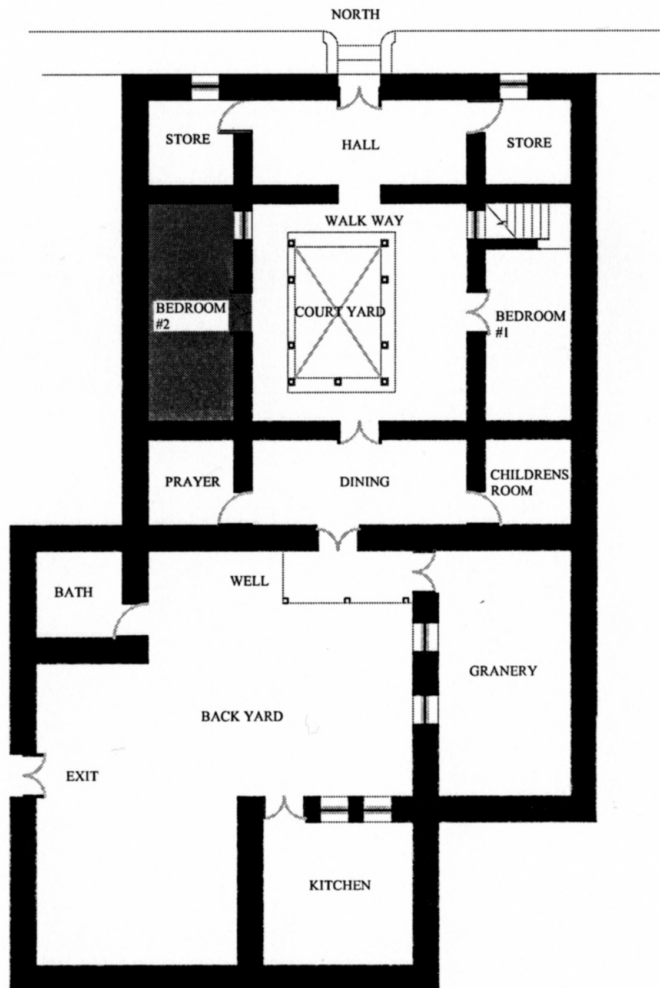 NORTH
STORE
HALL
STORE
WALK WAY
BEDROOM
#2
COURT YARD
BEDROOM
#1
PRAYER
DINING
CHILDRENS
ROOM
BATH
WELL
GRANERY
BACK YARD
EXIT
KITCHEN